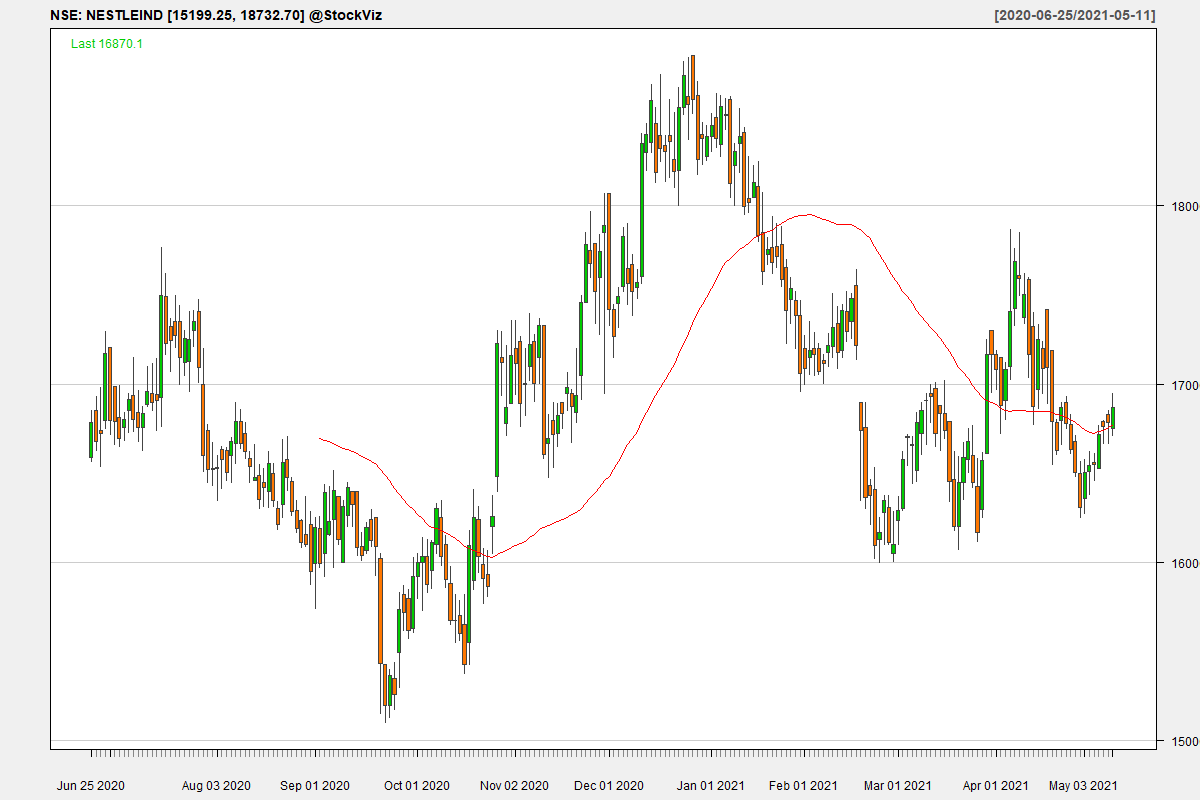 NSE: NESTLEIND [15199.25, 18732.70] @StockViz
[2020-06-25/2021-05-11]
Last 16870.1
1800
1700
1600
1500
Jun 25 2020 Aug 03 2020 Sep 01 2020 Oct 01 2020 Nov 02 2020 Dec 01 2020 Jan 01 2021 Feb 01 2021 Mar 01 2021 Apr 01 2021 May 03 2021